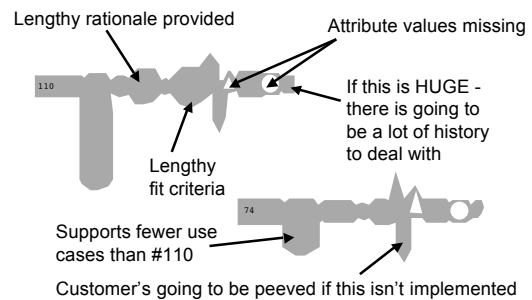 Lengthy rationale provided
Attribute values missing
110
If this is HUGE -
there is going to
be a lot of history
to deal with
Lengthy
fit criteria
74
Supports fewer use
cases than #110
Customer's going to be peeved if this isn't implemented